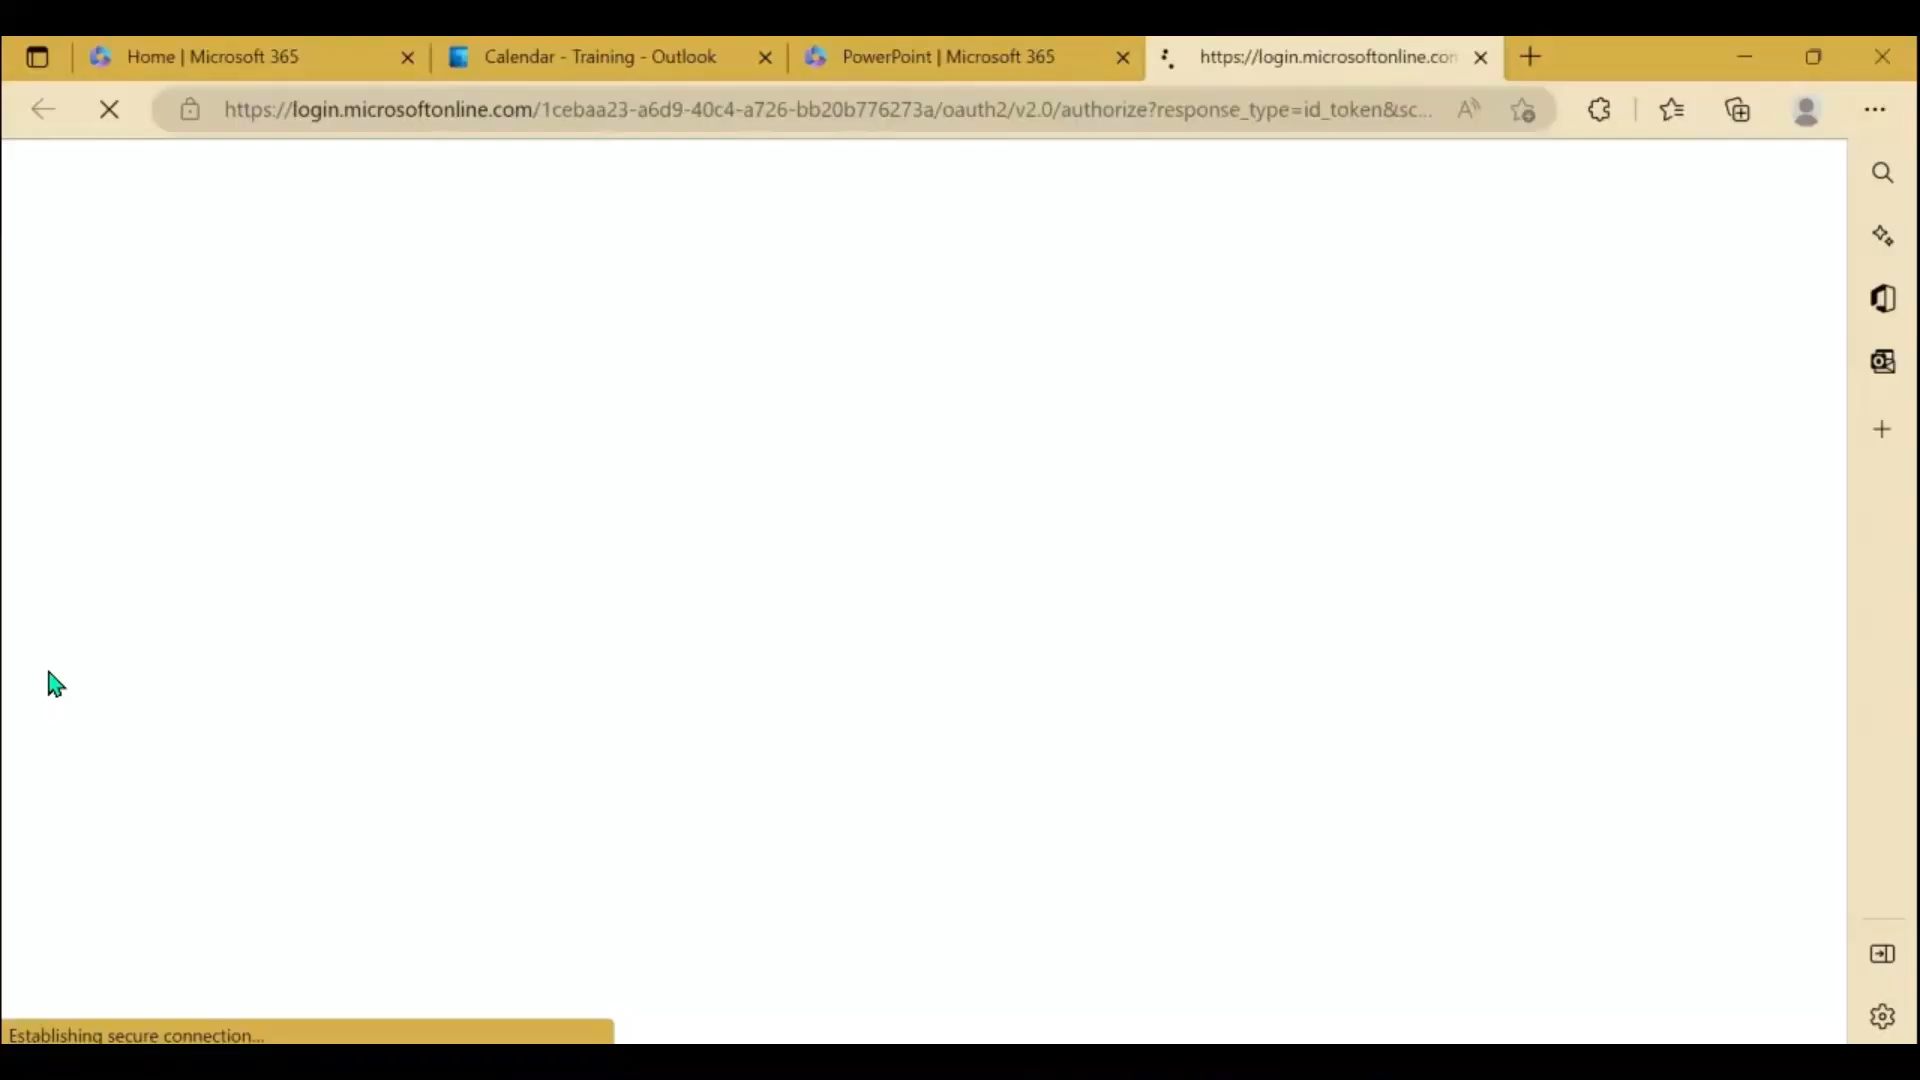 Home | Microsoft 365
Calendar - Training - Outlook
PowerPoint | Microsoft 365
https://login.microsoftonline.con
https://login.microsoftonline.com/1cebaa23-a6d9-40c4-a726-bb20b776273a/oauth2/v2.0/authorize?response_type=id_token&sc...
Establishing secure connection...